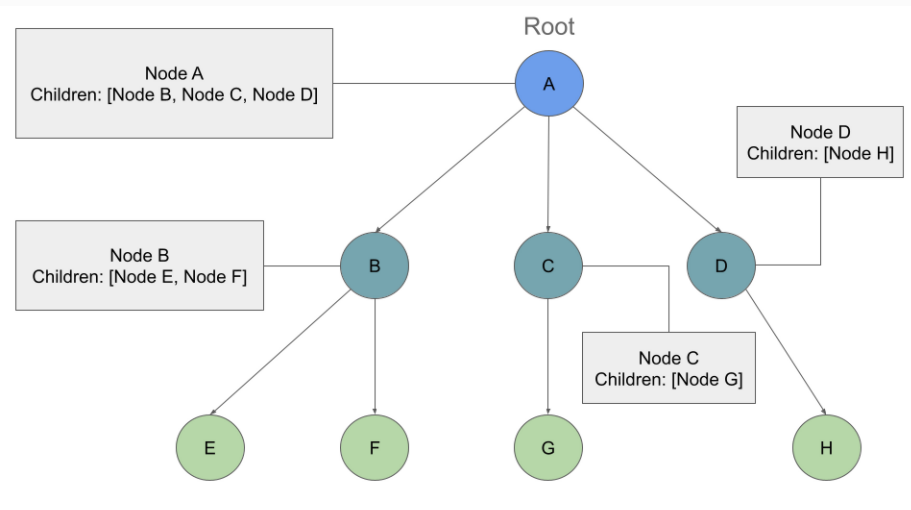 Root
Node A
Children: [Node B, Node C, Node D]
A
Node D
Children: [Node H]
Node B
Children: [Node E, Node F]
B
C
D
Node C
Children: [Node G]
E
F
G
H